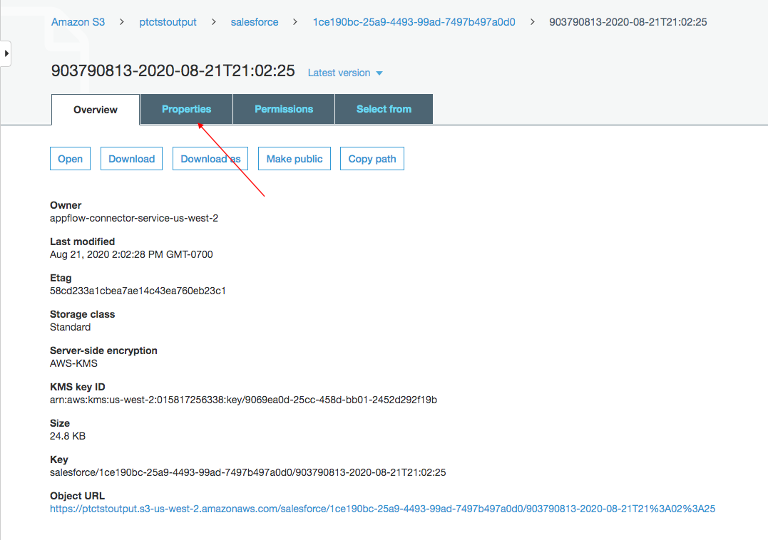 Amazon S3 > ptctstoutput > salesforce > 1ce190bc-25a9-4493-99ad-7497b497a0d0 > 903790813-2020-08-21T21:02:25
903790813-2020-08-21T21:02:25 Latest version
Overview Properties Permissions Select from
Open Download Download as Make public Copy path
Owner
appflow-connector-service-us-west-2
Last modified
Aug 21, 2020 2:02:28 PM GMT-0700
Etag
58cd233a1cbea7ae14c43ea760eb23c1
Storage class
Standard
Server-side encryption
AWS-KMS
KMS key ID
arn:aws:kms:us-west-2:015817256338:key/9069ea0d-25cc-458d-bb01-2452d292f19b
Size
24.8 KB
Key
salesforce/1ce190bc-25a9-4493-99ad-7497b497a0d0/903790813-2020-08-21T21:02:25
Object URL
https://ptctstoutput.s3-us-west-2.amazonaws.com/salesforce/1ce190bc-25a9-4493-99ad-7497b497a0d0/903790813-2020-08-21T21%3A02%3A25